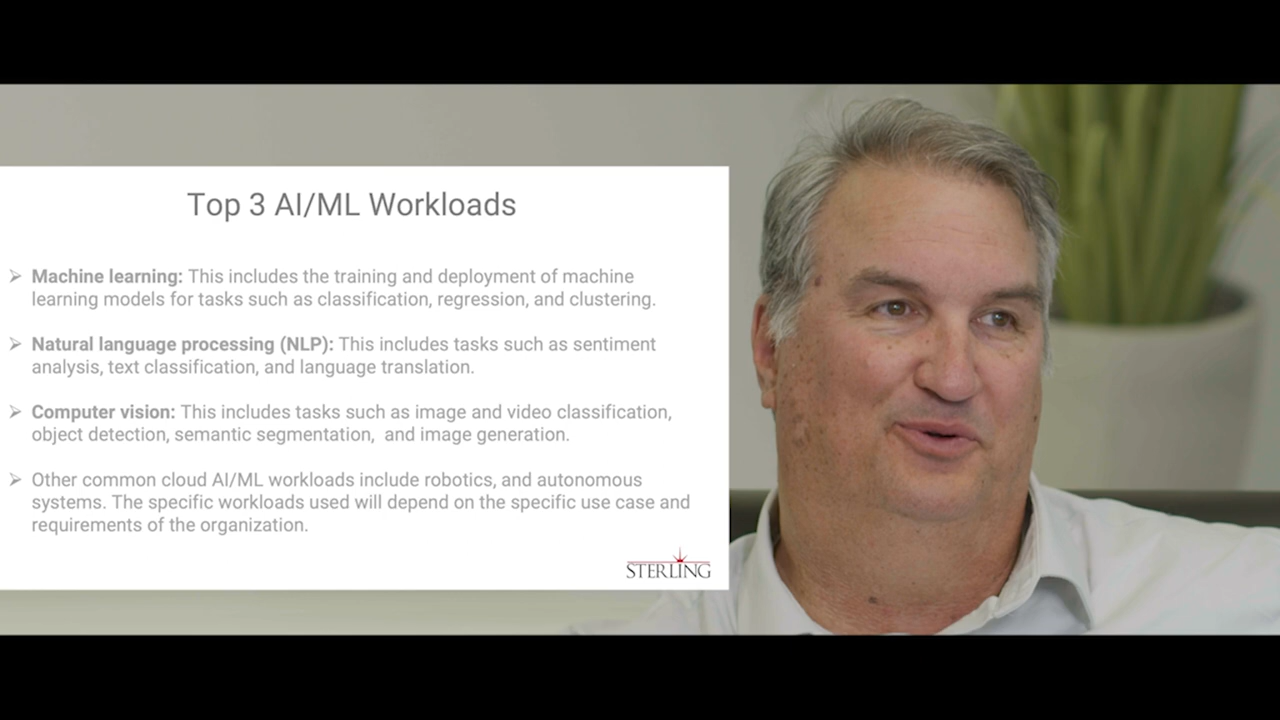 Top 3 AI/ML Workloads
➢ Machine learning: This includes the training and deployment of machine
learning models for tasks such as classification, regression, and clustering.
➢ Natural language processing (NLP): This includes tasks such as sentiment
analysis, text classification, and language translation.
➢ Computer vision: This includes tasks such as image and video classification,
object detection, semantic segmentation,  and image generation.
➢ Other common cloud AI/ML workloads include robotics, and autonomous
systems. The specific workloads used will depend on the specific use case and
requirements of the organization.
STERLING